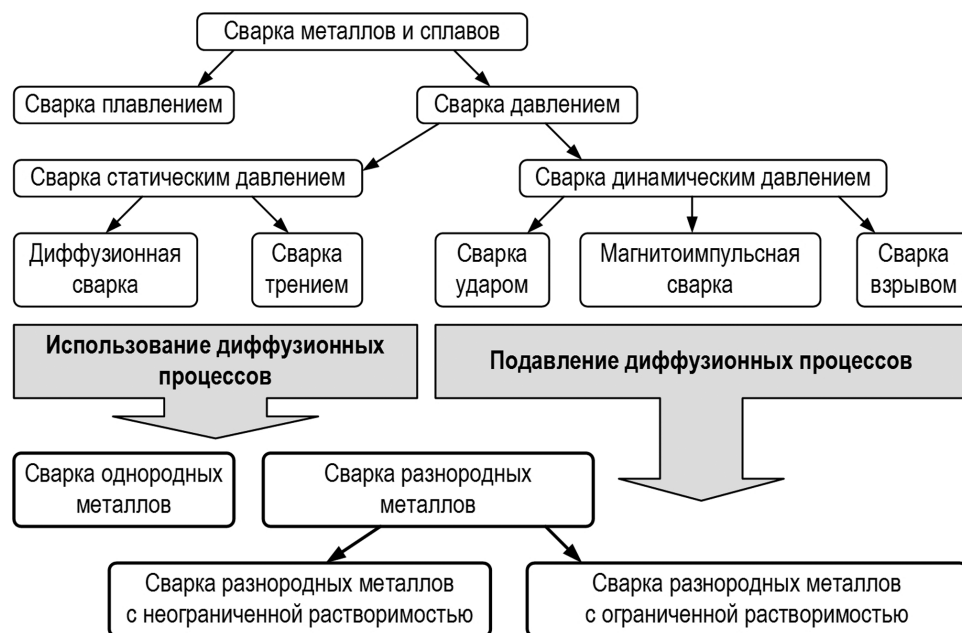 Сварка металлов и сплавов
Сварка плавлением
Сварка давлением
Сварка статическим давлением
Сварка динамическим давлением
Диффузионная
сварка
Сварка
трением
Сварка
ударом
Магнитоимпульсная
сварка
Сварка
взрывом
Использование диффузионных
процессов
Подавление диффузионных процессов
Сварка однородных
металлов
Сварка разнородных
металлов
Сварка разнородных металлов
с неограниченной растворимостью
Сварка разнородных металлов
с ограниченной растворимостью